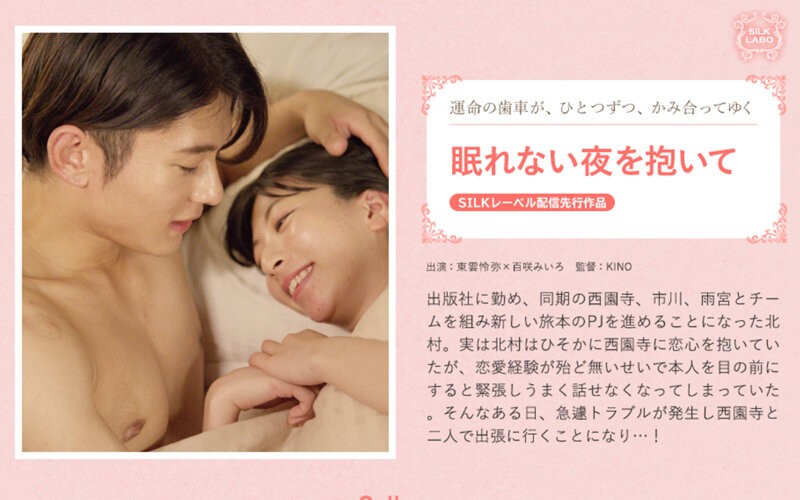 SILK
LABO
運命の歯車が、ひとつずつ、かみ合ってゆく
眠れない夜を抱いて
SILKレーベル配信先行作品
出演：東雲怜弥×百咲みいろ　監督：KINO
出版社に勤め、同期の西園寺、市川、雨宮とチー
ムを組み新しい旅本のPJを進めることになった北
村。実は北村はひそかに西園寺に恋心を抱いてい
たが、恋愛経験が殆ど無いせいで本人を目の前に
すると緊張しうまく話せなくなってしまっていた
。そんなある日、急遽トラブルが発生し西園寺と
二人で出張に行くことになり…！